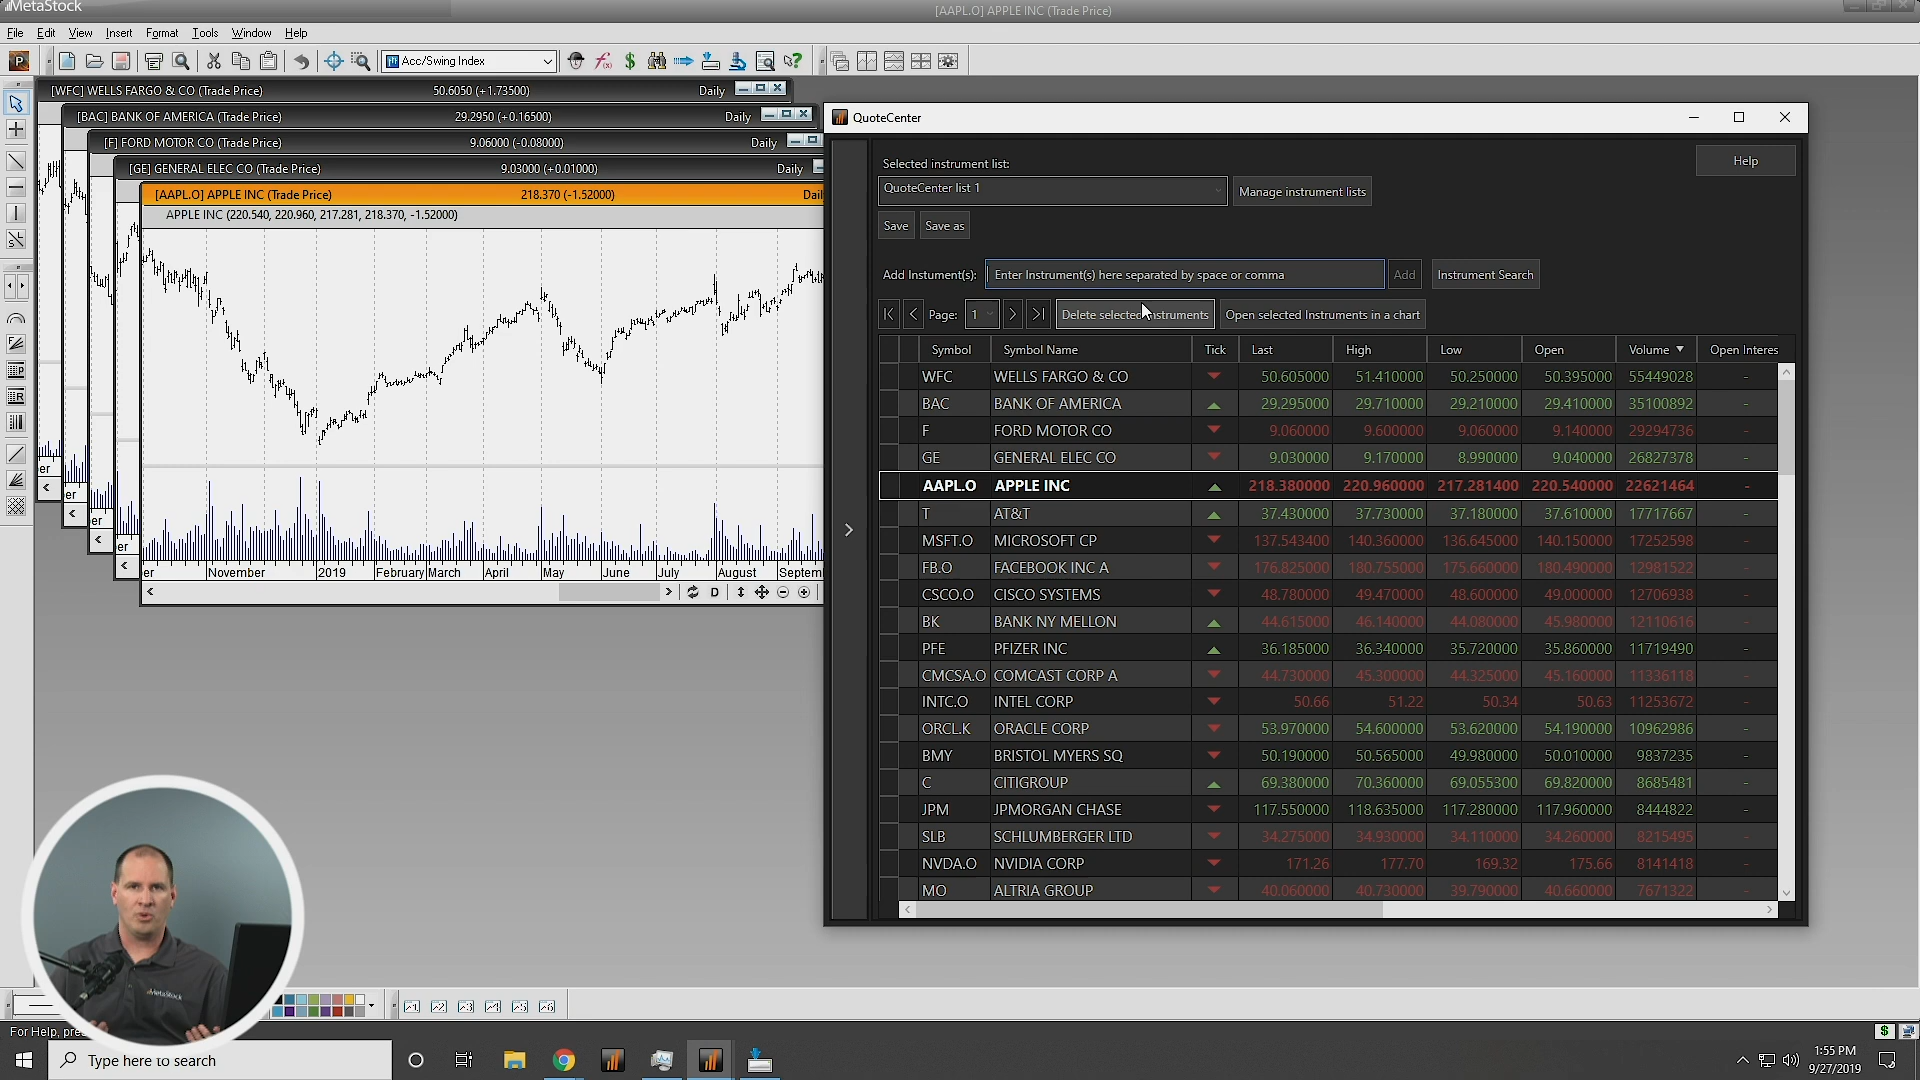 MetaStock
[AAPL.O] APPLE INC (Trade Price)
File Edit View Insert Format Tools Window Help
Acc/Swing Index
[WFC] WELLS FARGO & CO (Trade Price) 50.6050 (+1.73500) Daily
[BAC] BANK OF AMERICA (Trade Price) 29.2950 (+0.16500) Daily
[F] FORD MOTOR CO (Trade Price) 9.06000 (-0.08000) Daily
[GE] GENERAL ELEC CO (Trade Price) 9.03000 (+0.01000) Daily
[AAPL.O] APPLE INC (Trade Price) 218.370 (-1.52000) Dail
APPLE INC (220.540, 220.960, 217.281, 218.370, -1.52000)
er
er
er
er
er November 2019 February March April May June July August Septem
D
QuoteCenter
Selected instrument list:
Help
QuoteCenter list 1
Manage instrument lists
Save Save as
Add Instument(s): Enter Instrument(s) here separated by space or comma Add Instrument Search
Page: 1 Delete selected Instruments Open selected Instruments in a chart
Symbol Symbol Name Tick Last High Low Open Volume Open Interes
WFC WELLS FARGO & CO 50.605000 51.410000 50.250000 50.395000 55449028 -
BAC BANK OF AMERICA 29.295000 29.710000 29.210000 29.410000 35100892 -
F FORD MOTOR CO 9.060000 9.600000 9.060000 9.140000 29294736 -
GE GENERAL ELEC CO 9.030000 9.170000 8.990000 9.040000 26827378 -
AAPL.O APPLE INC 218.380000 220.960000 217.281400 220.540000 22621464 -
T AT&T 37.430000 37.730000 37.180000 37.610000 17717667 -
MSFT.O MICROSOFT CP 137.543400 140.360000 136.645000 140.150000 17252598 -
FB.O FACEBOOK INC A 176.825000 180.755000 175.660000 180.490000 12981522 -
CSCO.O CISCO SYSTEMS 48.780000 49.470000 48.600000 49.000000 12706938 -
BK BANK NY MELLON 44.615000 46.140000 44.080000 45.980000 12110616 -
PFE PFIZER INC 36.185000 36.340000 35.720000 35.860000 11719490 -
CMCSA.O COMCAST CORP A 44.730000 45.300000 44.325000 45.160000 11336118 -
INTC.O INTEL CORP 50.66 51.22 50.34 50.63 11253672 -
ORCL.K ORACLE CORP 53.970000 54.600000 53.620000 54.190000 10962986 -
BMY BRISTOL MYERS SQ 50.190000 50.565000 49.980000 50.010000 9837235 -
C CITIGROUP 69.380000 70.360000 69.055300 69.820000 8685481 -
JPM JPMORGAN CHASE 117.550000 118.635000 117.280000 117.960000 8444822 -
SLB SCHLUMBERGER LTD 34.275000 34.930000 34.110000 34.260000 8215495 -
NVDA.O NVIDIA CORP 171.26 177.70 169.32 175.66 8141418 -
MO ALTRIA GROUP 40.060000 40.730000 39.790000 40.660000 7671322 -
MetaStock
For Help, pre
Type here to search
1:55 PM
9/27/2019